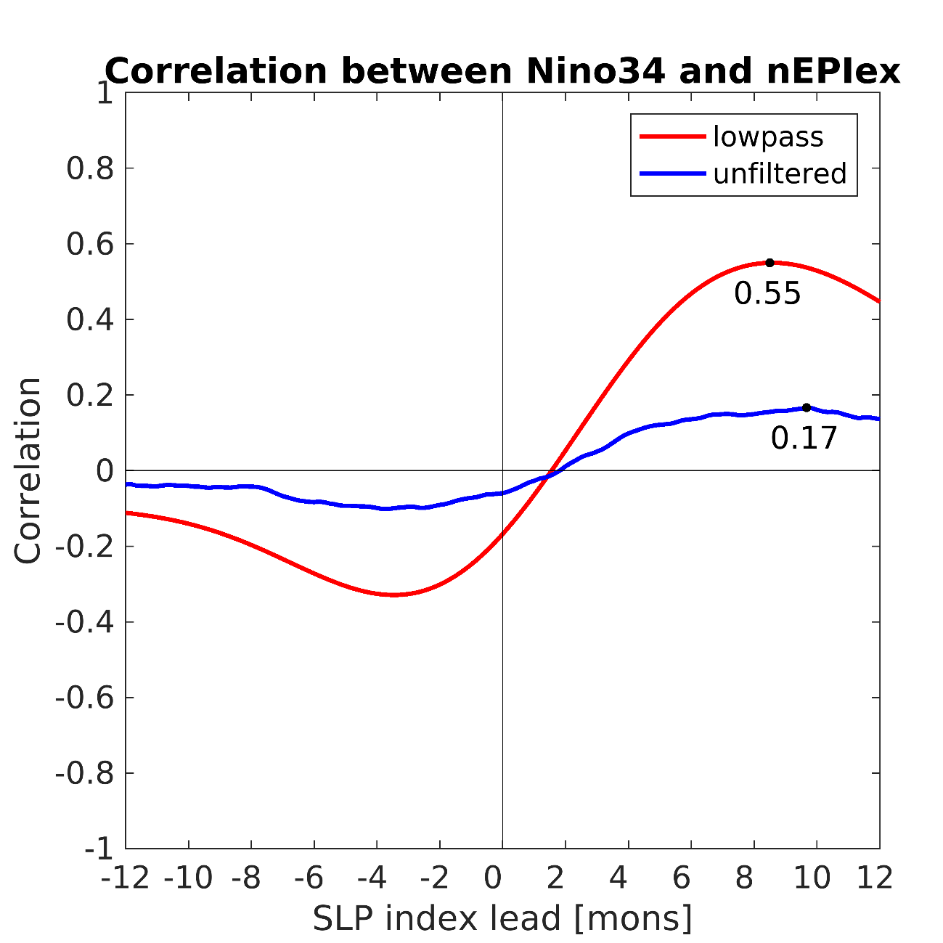 Correlation between Nino34 and nEPIex
1
0.8
0.6
0.4
0.2
0
-0.2
-0.4
-0.6
-0.8
-1
Correlation
lowpass
unfiltered
0.55
0.17
-12 -10 -8 -6 -4 -2 0 2 4 6 8 10 12
SLP index lead [mons]